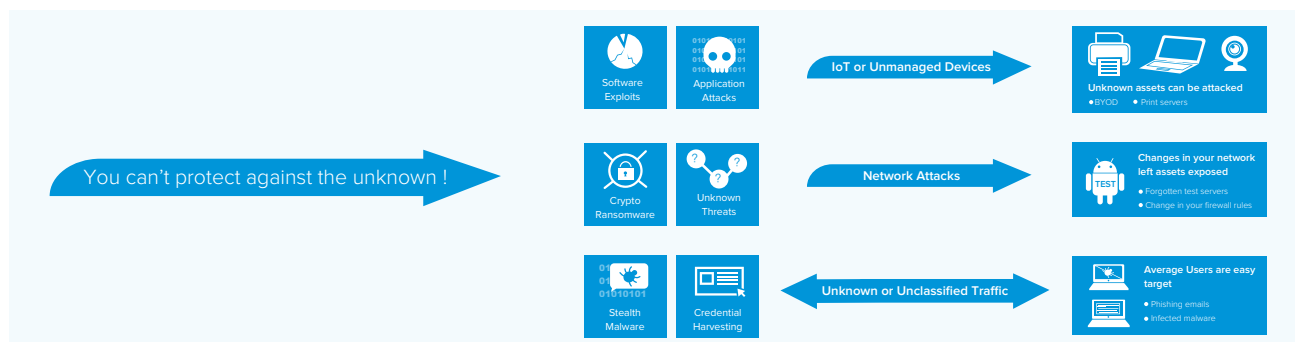 You can't protect against the unknown !
Software
Exploits
Application
Attacks
Crypto
Ransomware
? ? ?
Unknown
Threats
01010101
Stealth
Malware
Credential
Harvesting
IoT or Unmanaged Devices
Network Attacks
Unknown or Unclassified Traffic
Unknown assets can be attacked
●BYOD ● Print servers
TEST
Changes in your network
left assets exposed
● Forgotten test servers
● Change in your firewall rules
Average Users are easy
target
● Phishing emails
● Infected malware